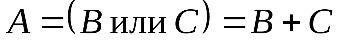 A = (B или C) = B + C